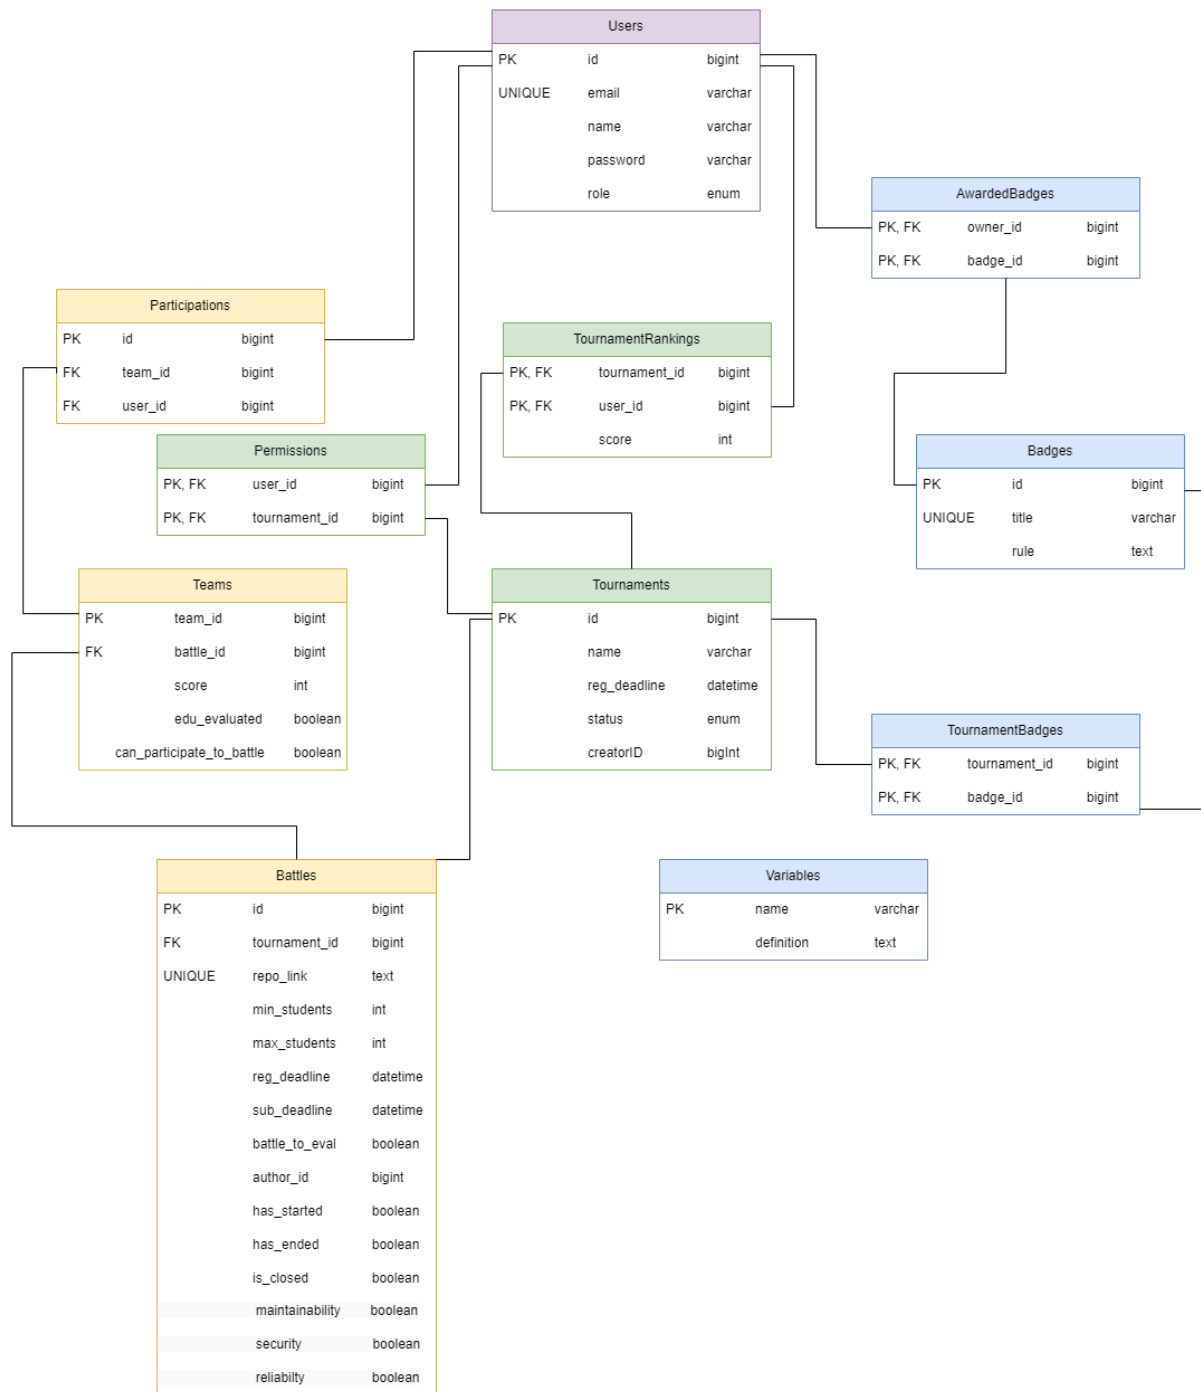 Users
PK id bigint
UNIQUE email varchar
name varchar
password varchar
role enum
AwardedBadges
PK, FK owner_id bigint
PK, FK badge_id bigint
Participations
PK id bigint
FK team_id bigint
FK user_id bigint
TournamentRankings
PK, FK tournament_id bigint
PK, FK user_id bigint
score int
Permissions
PK, FK user_id bigint
PK, FK tournament_id bigint
Badges
PK id bigint
UNIQUE title varchar
rule text
Teams
PK team_id bigint
FK battle_id bigint
score int
edu_evaluated boolean
can_participate_to_battle boolean
Tournaments
PK id bigint
name varchar
reg_deadline datetime
status enum
creatorID bigInt
TournamentBadges
PK, FK tournament_id bigint
PK, FK badge_id bigint
Battles
PK id bigint
FK tournament_id bigint
UNIQUE repo_link text
min_students int
max_students int
reg_deadline datetime
sub_deadline datetime
battle_to_eval boolean
author_id bigint
has_started boolean
has_ended boolean
is_closed boolean
maintainability boolean
security boolean
reliabilty boolean
Variables
PK name varchar
definition text